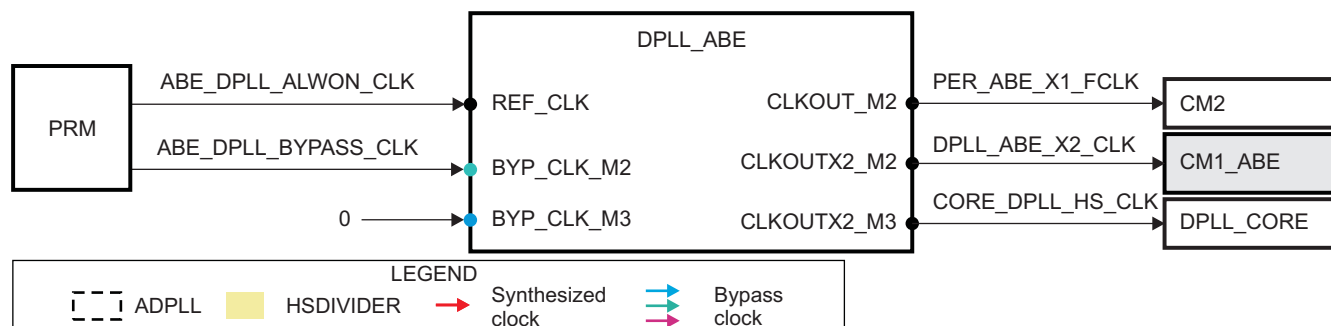 DPLL_ABE
PRM
ABE_DPLL_ALWON_CLK
REF_CLK
CLKOUT_M2
PER_ABE_X1_FCLK
CM2
ABE_DPLL_BYPASS_CLK
BYP_CLK_M2
CLKOUTX2_M2
DPLL_ABE_X2_CLK
CM1_ABE
0
BYP_CLK_M3
CLKOUTX2_M3
CORE_DPLL_HS_CLK
DPLL_CORE
LEGEND
ADPLL
HSDIVIDER
Synthesized
clock
Bypass
clock